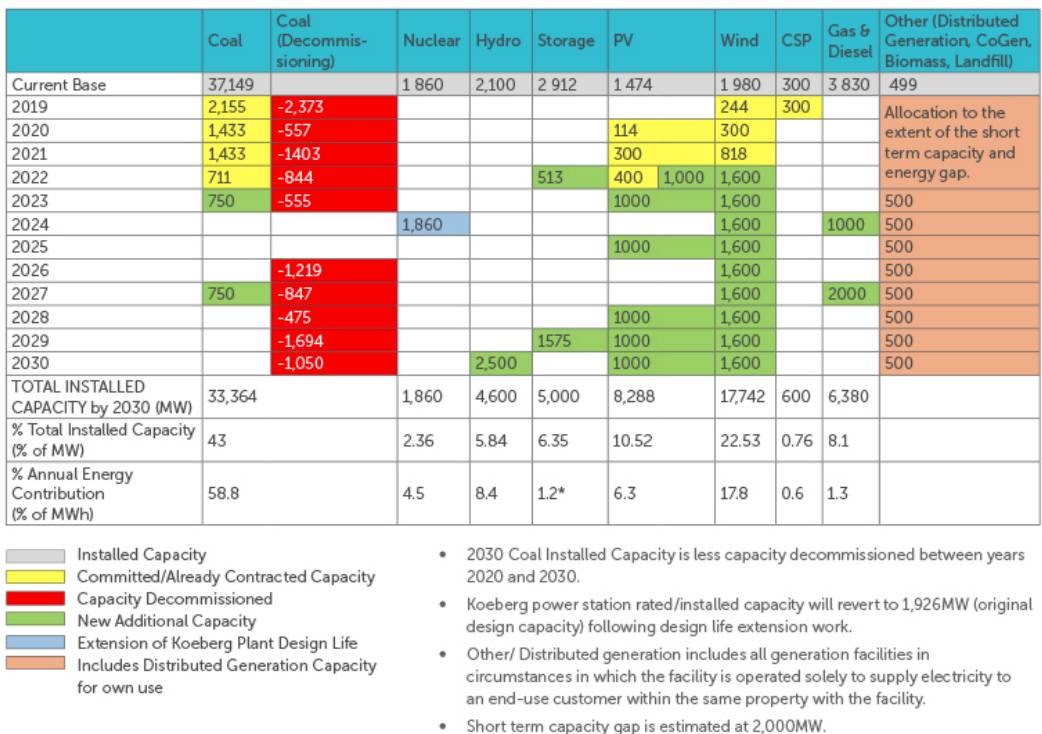 Coal Coal (Decommis-sioning) Nuclear Hydro Storage PV Wind CSP Gas & Diesel Other (Distributed Generation, CoGen, Biomass, Landfill)
Current Base 37,149 1 860 2,100 2 912 1 474 1 980 300 3 830 499
2019 2,155 -2,373 244 300 Allocation to the extent of the short term capacity and energy gap.
2020 1,433 -557 114 300
2021 1,433 -1403 300 818
2022 711 -844 513 400 1,000 1,600
2023 750 -555 1000 1,600 500
2024 1,860 1,600 1000 500
2025 1000 1,600 500
2026 -1,219 1,600 500
2027 750 -847 1,600 2000 500
2028 -475 1000 1,600 500
2029 -1,694 1575 1000 1,600 500
2030 -1,050 2,500 1000 1,600 500
TOTAL INSTALLED
CAPACITY by 2030 (MW) 33,364 1,860 4,600 5,000 8,288 17,742 600 6,380
% Total Installed Capacity
(% of MW) 43 2.36 5.84 6.35 10.52 22.53 0.76 8.1
% Annual Energy
Contribution
(% of MWh) 58.8 4.5 8.4 1.2* 6.3 17.8 0.6 1.3
Installed Capacity
Committed/Already Contracted Capacity
Capacity Decommissioned
New Additional Capacity
Extension of Koeberg Plant Design Life
Includes Distributed Generation Capacity
for own use
• 2030 Coal Installed Capacity is less capacity decommissioned between years
2020 and 2030.
• Koeberg power station rated/installed capacity will revert to 1,926MW (original
design capacity) following design life extension work.
• Other/ Distributed generation includes all generation facilities in
circumstances in which the facility is operated solely to supply electricity to
an end-use customer within the same property with the facility.
• Short term capacity gap is estimated at 2,000MW.